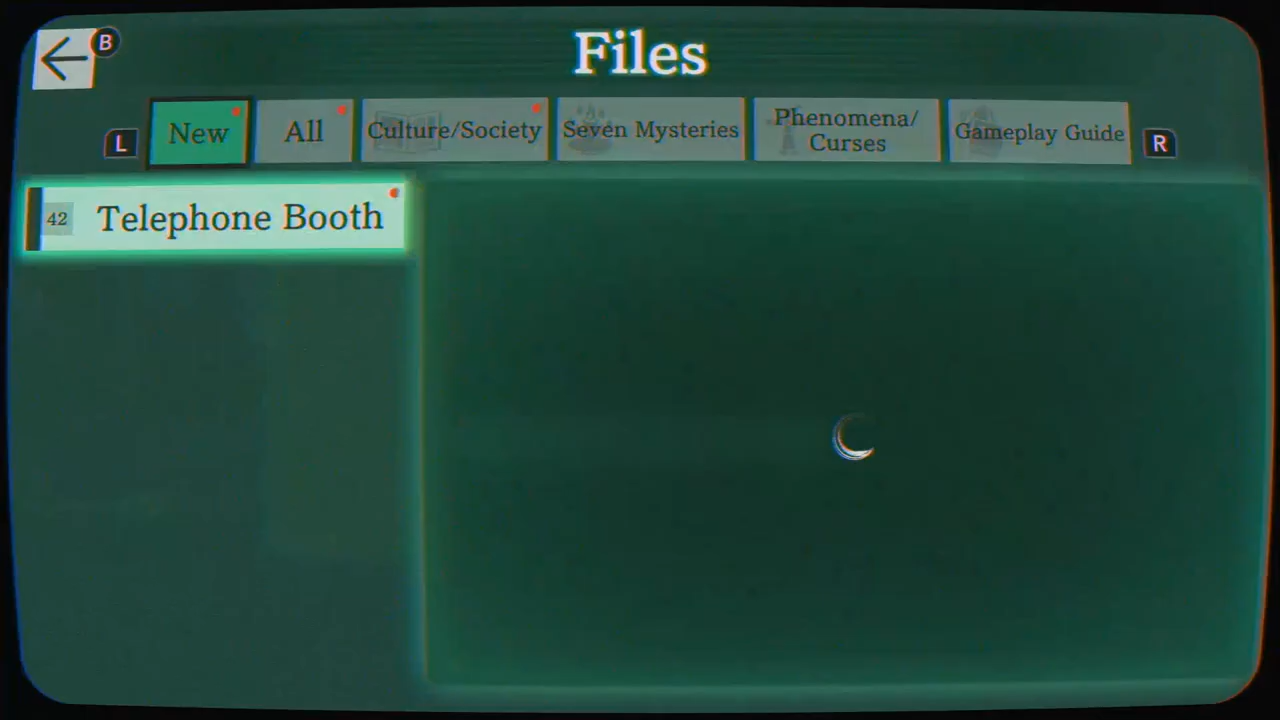 B
Files
L
New
All
Culture/Society
Seven Mysteries
Phenomena/
Curses
Gameplay Guide
R
42
Telephone Booth